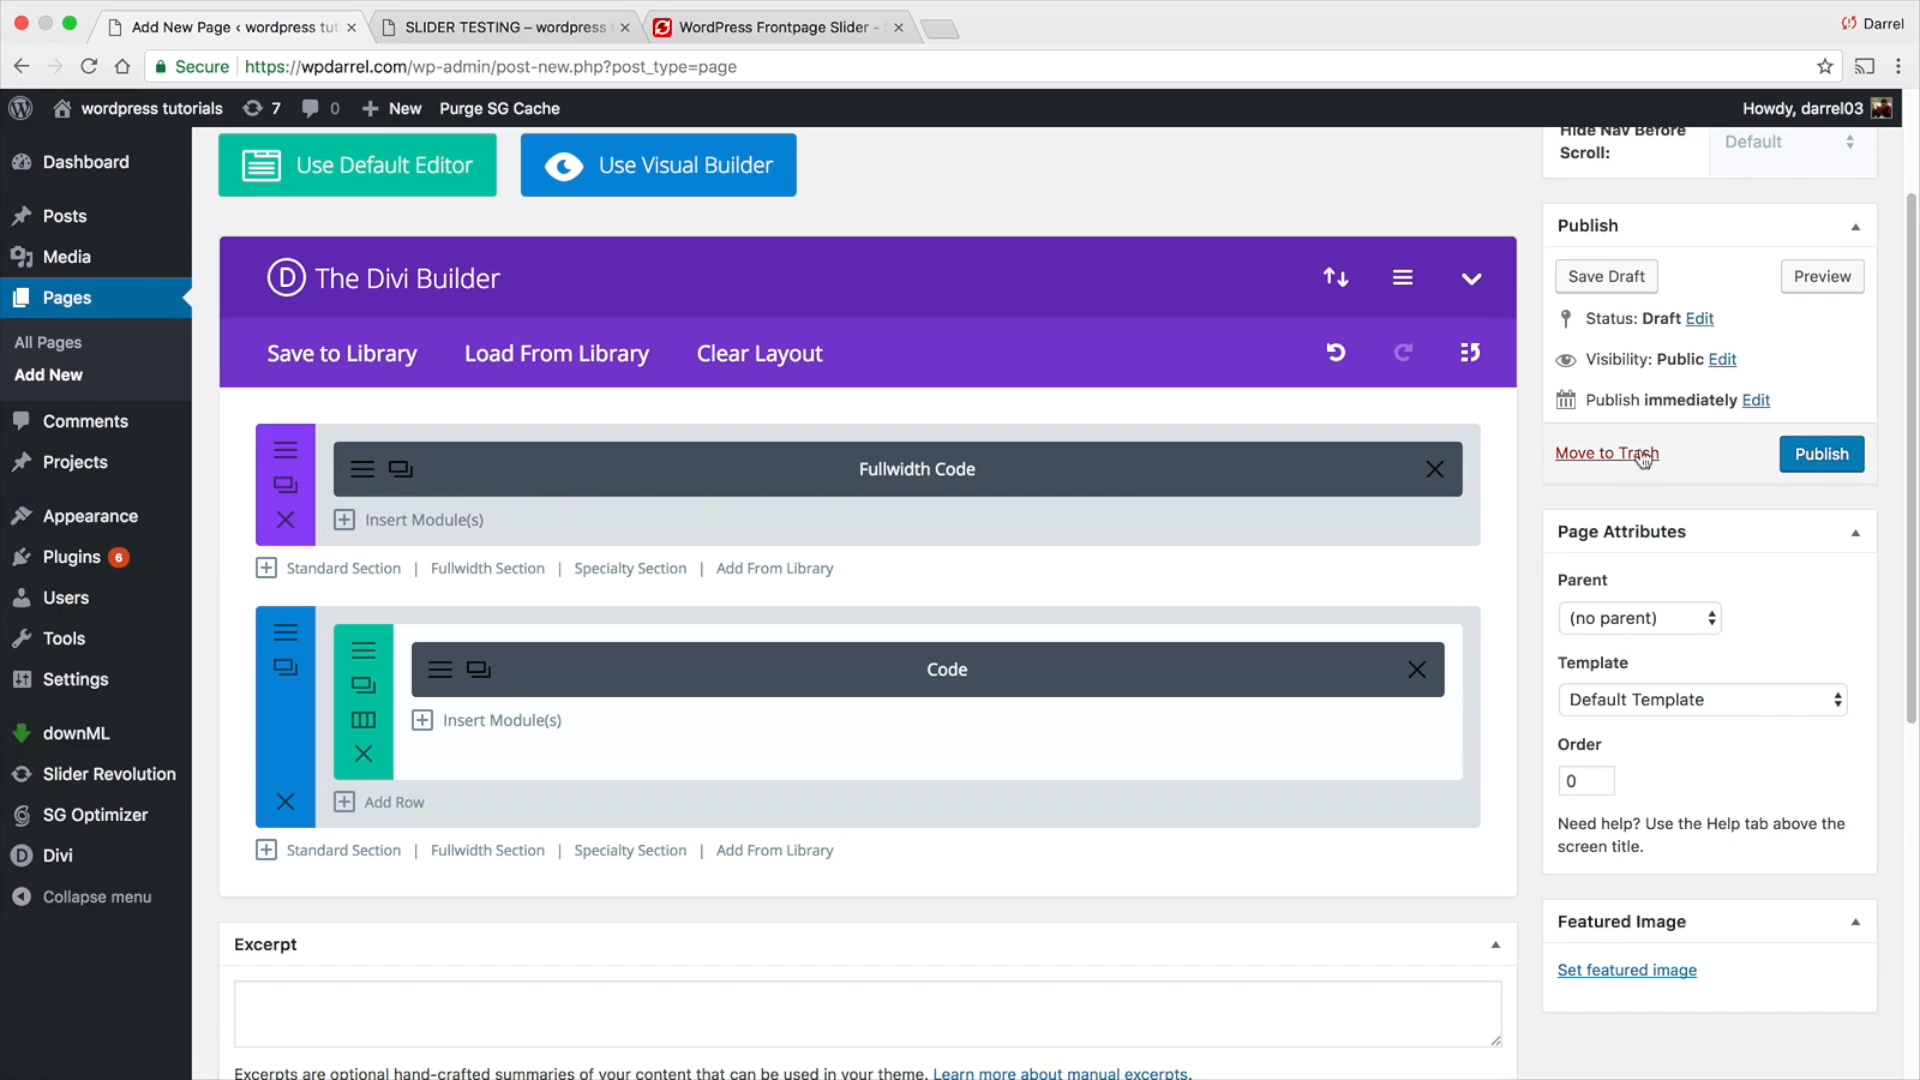 Add New Page ‹ wordpress tut
SLIDER TESTING – wordpress
WordPress Frontpage Slider -
Darrel
Secure
https://wpdarrel.com/wp-admin/post-new.php?post_type=page
wordpress tutorials
7
0
New
Purge SG Cache
Howdy, darrel03
Dashboard
Posts
Media
Pages
All Pages
Add New
Comments
Projects
Appearance
Plugins 6
Users
Tools
Settings
downML
Slider Revolution
SG Optimizer
Divi
Collapse menu
Use Default Editor
Use Visual Builder
D The Divi Builder
Save to Library
Load From Library
Clear Layout
Fullwidth Code
Insert Module(s)
Standard Section | Fullwidth Section | Specialty Section | Add From Library
Code
Insert Module(s)
Add Row
Standard Section | Fullwidth Section | Specialty Section | Add From Library
Excerpt
Excerpts are optional hand-crafted summaries of your content that can be used in your theme. Learn more about manual excerpts.
Hide Nav Before
Scroll:
Default
Publish
Save Draft
Preview
Status: Draft Edit
Visibility: Public Edit
Publish immediately Edit
Move to Trash
Publish
Page Attributes
Parent
(no parent)
Template
Default Template
Order
0
Need help? Use the Help tab above the
screen title.
Featured Image
Set featured image